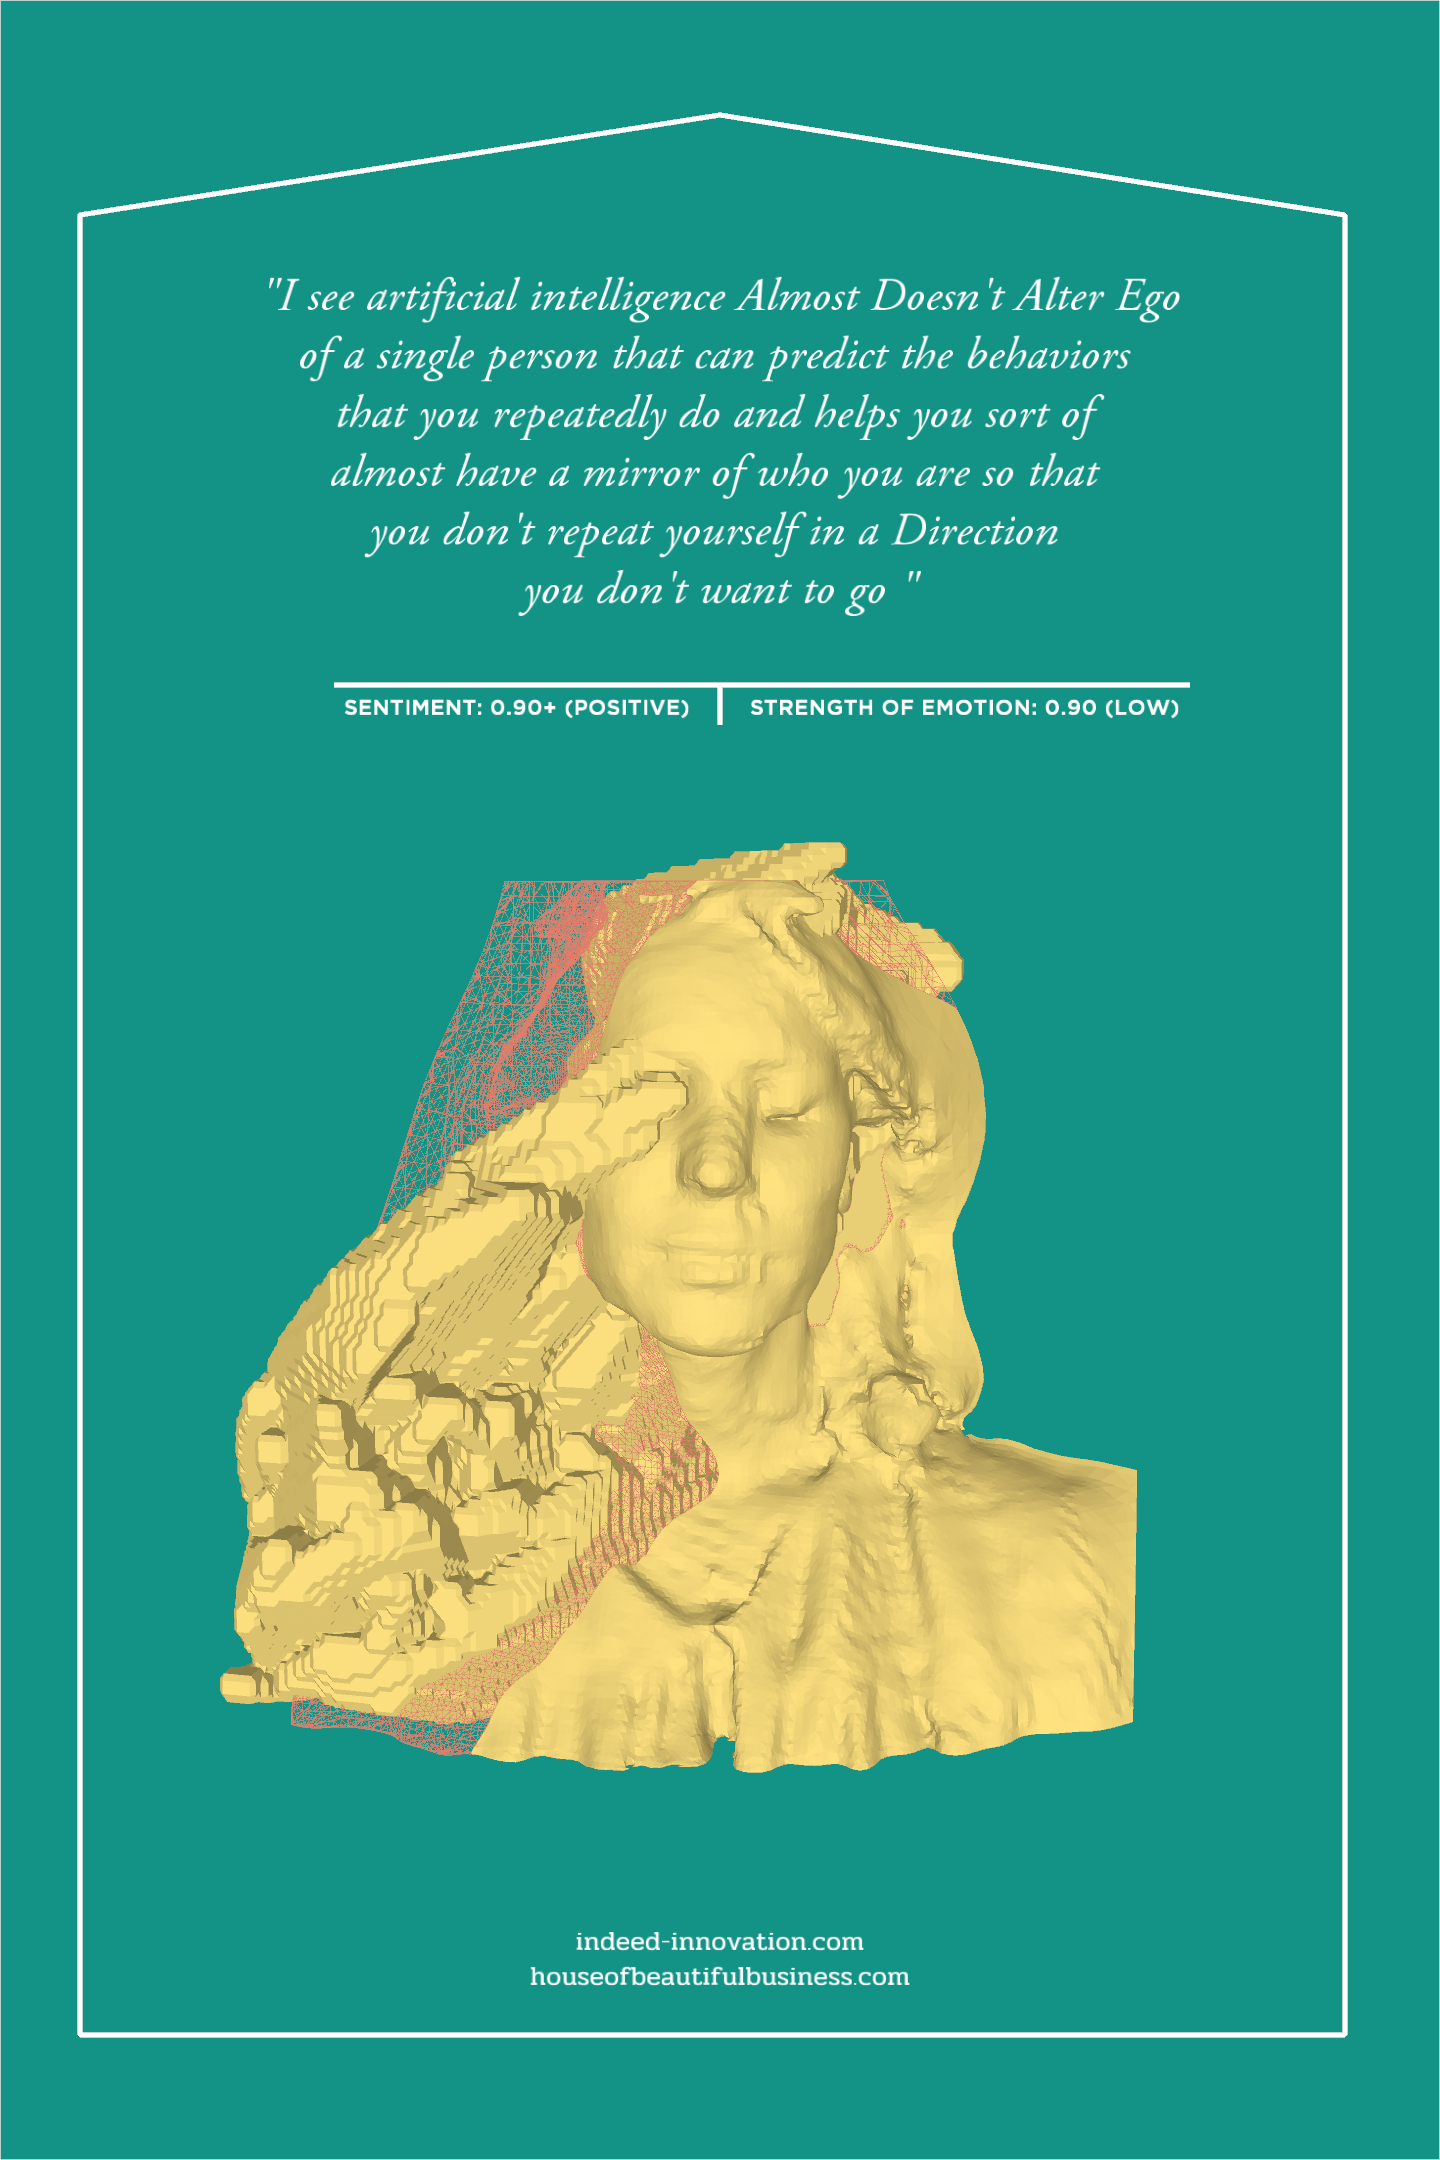 "I see artificial intelligence Almost Doesn't Alter Ego
of a single person that can predict the behaviors
that you repeatedly do and helps you sort of
almost have a mirror of who you are so that
you don't repeat yourself in a Direction
you don't want to go "
SENTIMENT: 0.90+ (POSITIVE)
STRENGTH OF EMOTION: 0.90 (LOW)
indeed-innovation.com
houseofbeautifulbusiness.com